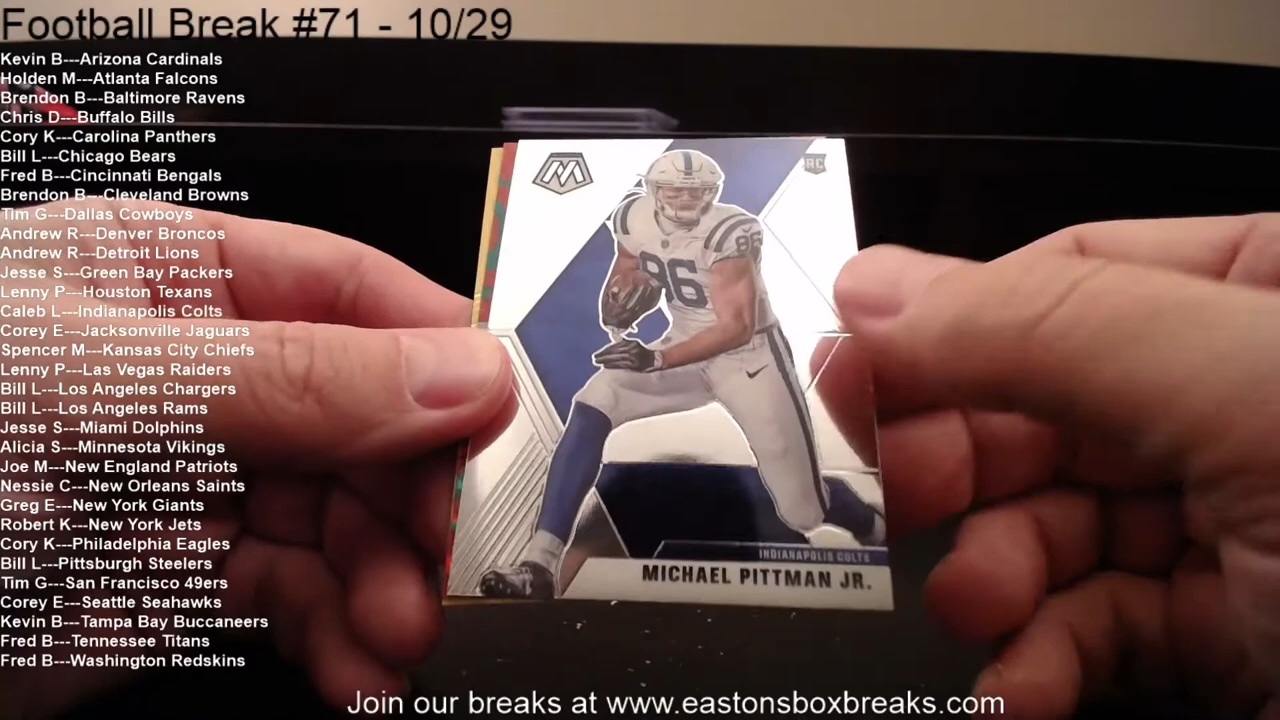 Football Break #71 - 10/29
Kevin B---Arizona Cardinals
Holden M---Atlanta Falcons
Brendon B---Baltimore Ravens
Chris D---Buffalo Bills
Cory K---Carolina Panthers
Bill L---Chicago Bears
Fred B---Cincinnati Bengals
Brendon B---Cleveland Browns
Tim G---Dallas Cowboys
Andrew R---Denver Broncos
Andrew R---Detroit Lions
Jesse S---Green Bay Packers
Lenny P---Houston Texans
Caleb L---Indianapolis Colts
Corey E---Jacksonville Jaguars
Spencer M---Kansas City Chiefs
Lenny P---Las Vegas Raiders
Bill L---Los Angeles Chargers
Bill L---Los Angeles Rams
Jesse S---Miami Dolphins
Alicia S---Minnesota Vikings
Joe M---New England Patriots
Nessie C---New Orleans Saints
Greg E---New York Giants
Robert K---New York Jets
Cory K---Philadelphia Eagles
Bill L---Pittsburgh Steelers
Tim G---San Francisco 49ers
Corey E---Seattle Seahawks
Kevin B---Tampa Bay Buccaneers
Fred B---Tennessee Titans
Fred B---Washington Redskins
M
RC
86
86
INDIANAPOLIS COLTS
MICHAEL PITTMAN JR.
Join our breaks at www.eastonsboxbreaks.com